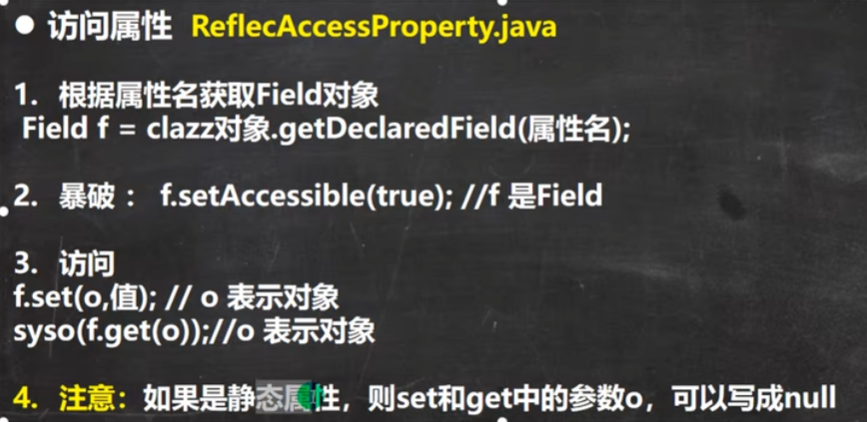 ● 访问属性 ReflecAccessProperty.java
1. 根据属性名获取Field对象
Field f = clazz对象.getDeclaredField(属性名);
2. 暴破 : f.setAccessible(true); //f 是Field
3. 访问
f.set(o,值); // o 表示对象
syso(f.get(o));//o 表示对象
4. 注意：如果是静态属性，则set和get中的参数o，可以写成null